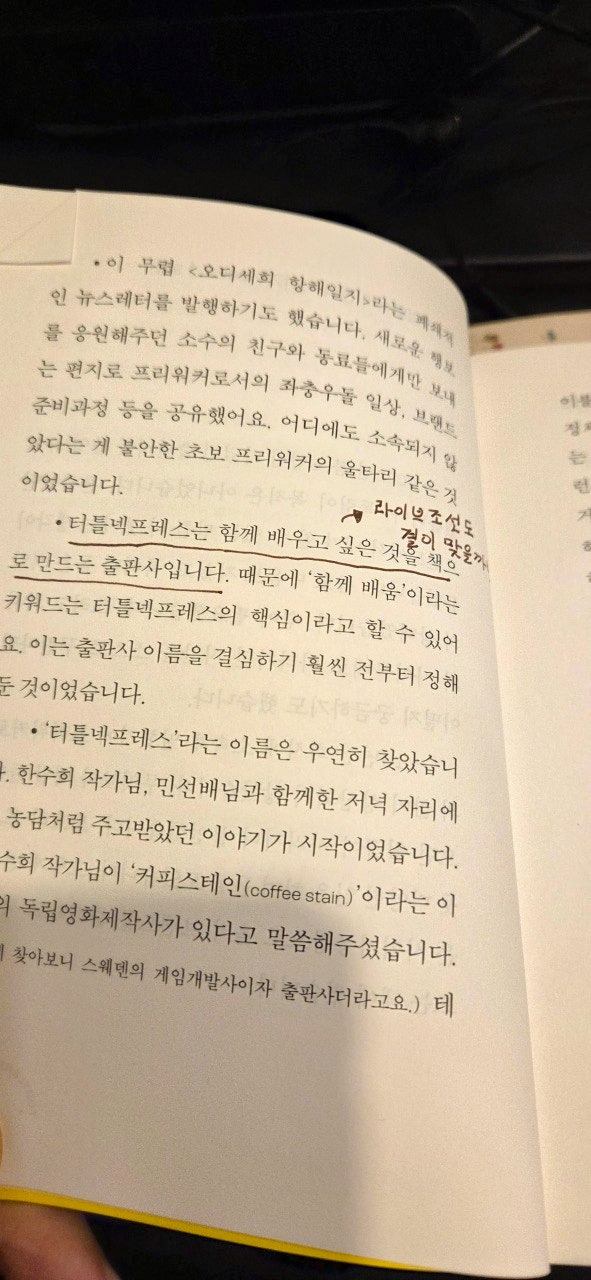 • 이 무렵 <오디세희 항해일지>라는 폐쇄적
인 뉴스레터를 발행하기도 했습니다. 새로운 행보
를 응원해주던 소수의 친구와 동료들에게만 보내
는 편지로 프리워커로서의 좌충우돌 일상, 브랜드
준비과정 등을 공유했어요. 어디에도 소속되지 않
았다는 게 불안한 초보 프리워커의 울타리 같은 것
이었습니다.
라이브조선도
결이 맞을까
• 터틀넥프레스는 함께 배우고 싶은 것을 책으
로 만드는 출판사입니다. 때문에 ‘함께 배움’이라는
키워드는 터틀넥프레스의 핵심이라고 할 수 있어
요. 이는 출판사 이름을 결심하기 훨씬 전부터 정해
둔 것이었습니다.
• ‘터틀넥프레스’라는 이름은 우연히 찾았습니
다. 한수희 작가님, 민선배님과 함께한 저녁 자리에
농담처럼 주고받았던 이야기가 시작이었습니다.
수희 작가님이 ‘커피스테인(coffee stain)’이라는 이
독립영화제작사가 있다고 말씀해주셨습니다.
찾아보니 스웨덴의 게임개발사이자 출판사더라고요.) 테